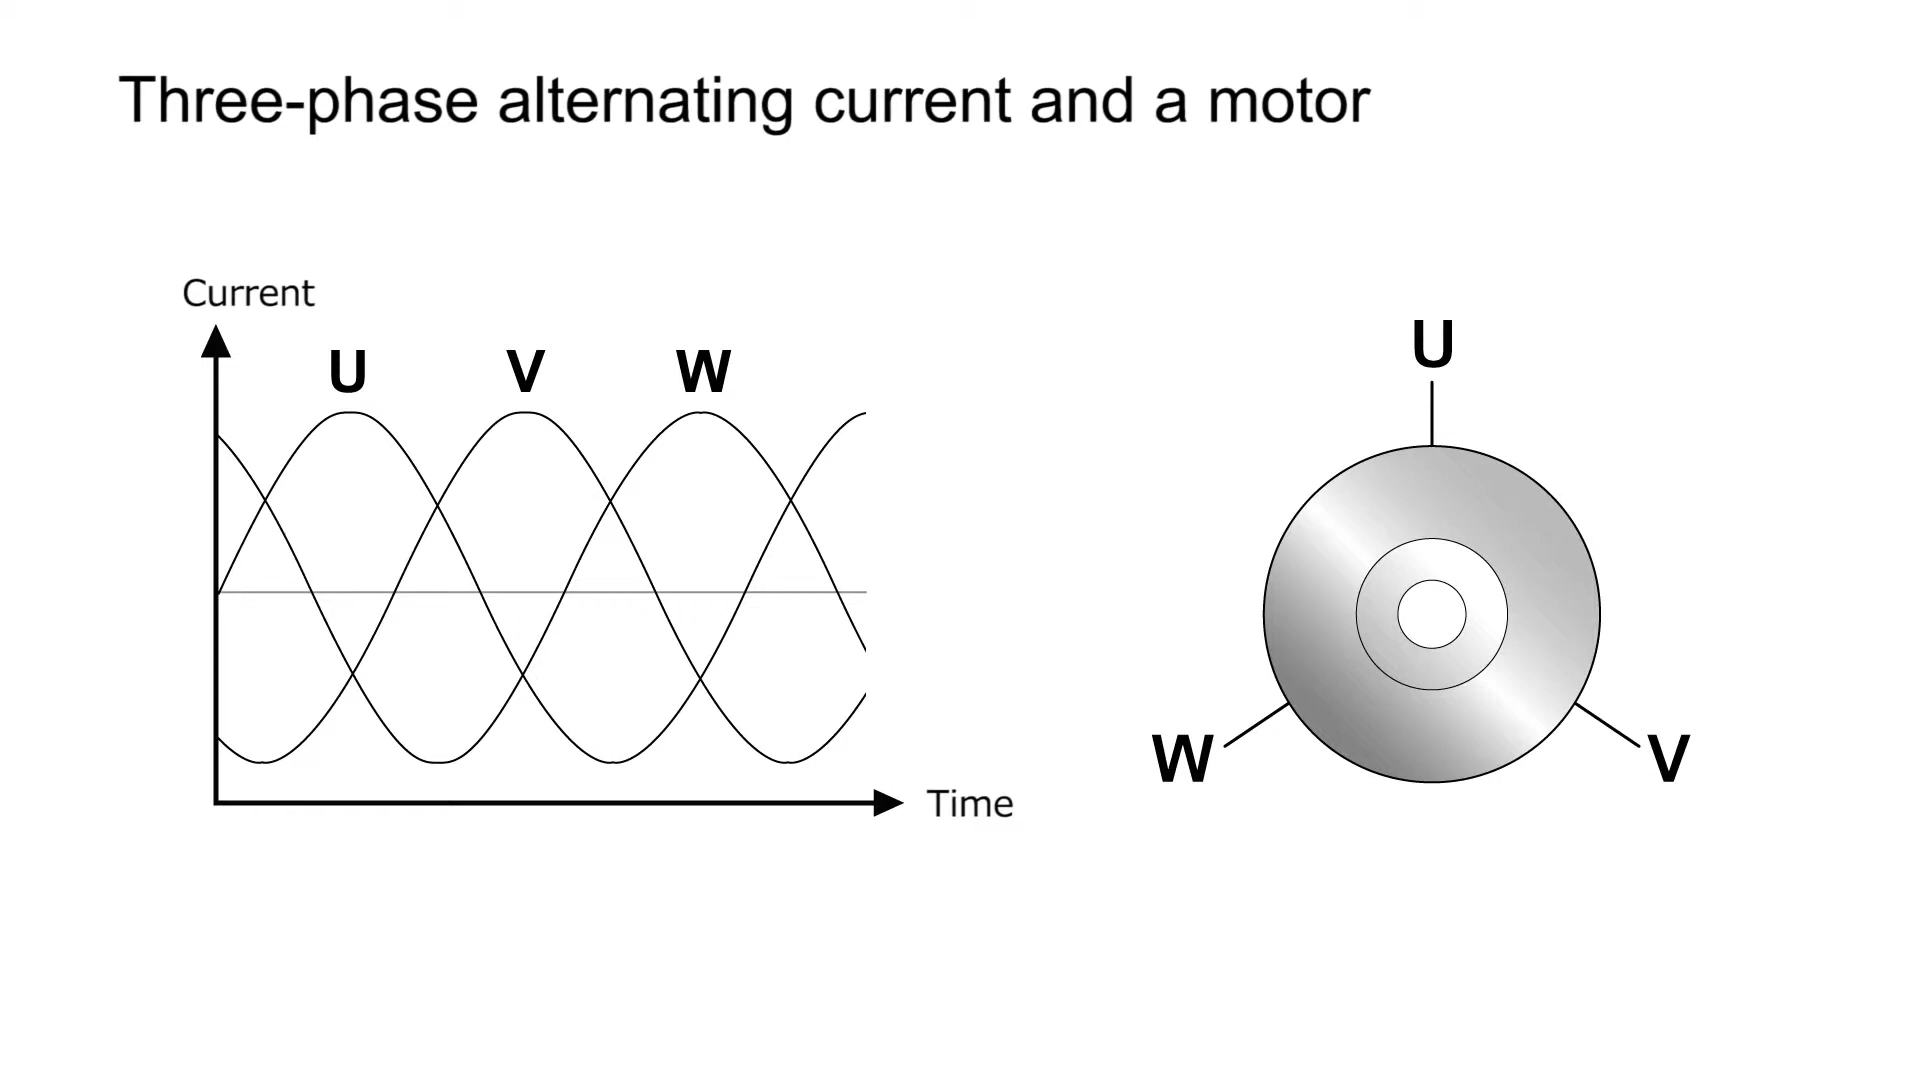 Three-phase alternating current and a motor
Current
U V W
Time
U
W V